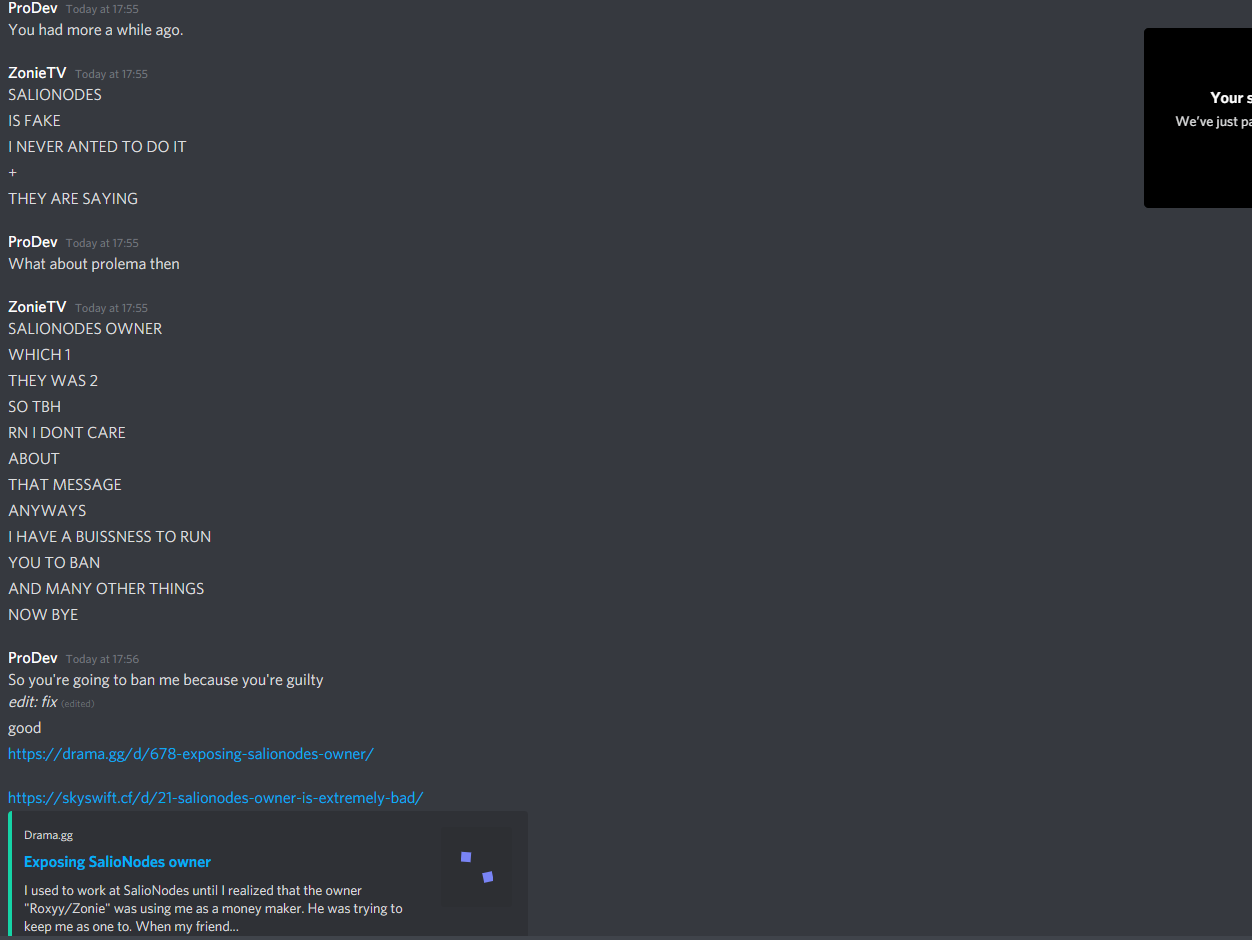 ProDev Today at 17:55
You had more a while ago.
ZonieTV Today at 17:55
SALIONODES
IS FAKE
I NEVER ANTED TO DO IT
+
THEY ARE SAYING
ProDev Today at 17:55
What about prolema then
ZonieTV Today at 17:55
SALIONODES OWNER
WHICH 1
THEY WAS 2
SO TBH
RN I DONT CARE
ABOUT
THAT MESSAGE
ANYWAYS
I HAVE A BUISSNESS TO RUN
YOU TO BAN
AND MANY OTHER THINGS
NOW BYE
ProDev Today at 17:56
So you're going to ban me because you're guilty
edit: fix (edited)
good
https://drama.gg/d/678-exposing-salionodes-owner/
https://skyswift.cf/d/21-salionodes-owner-is-extremely-bad/
Drama.gg
Exposing SalioNodes owner
I used to work at SalioNodes until I realized that the owner
"Roxyy/Zonie" was using me as a money maker. He was trying to
keep me as one to. When my friend...
Your s
We've just pa